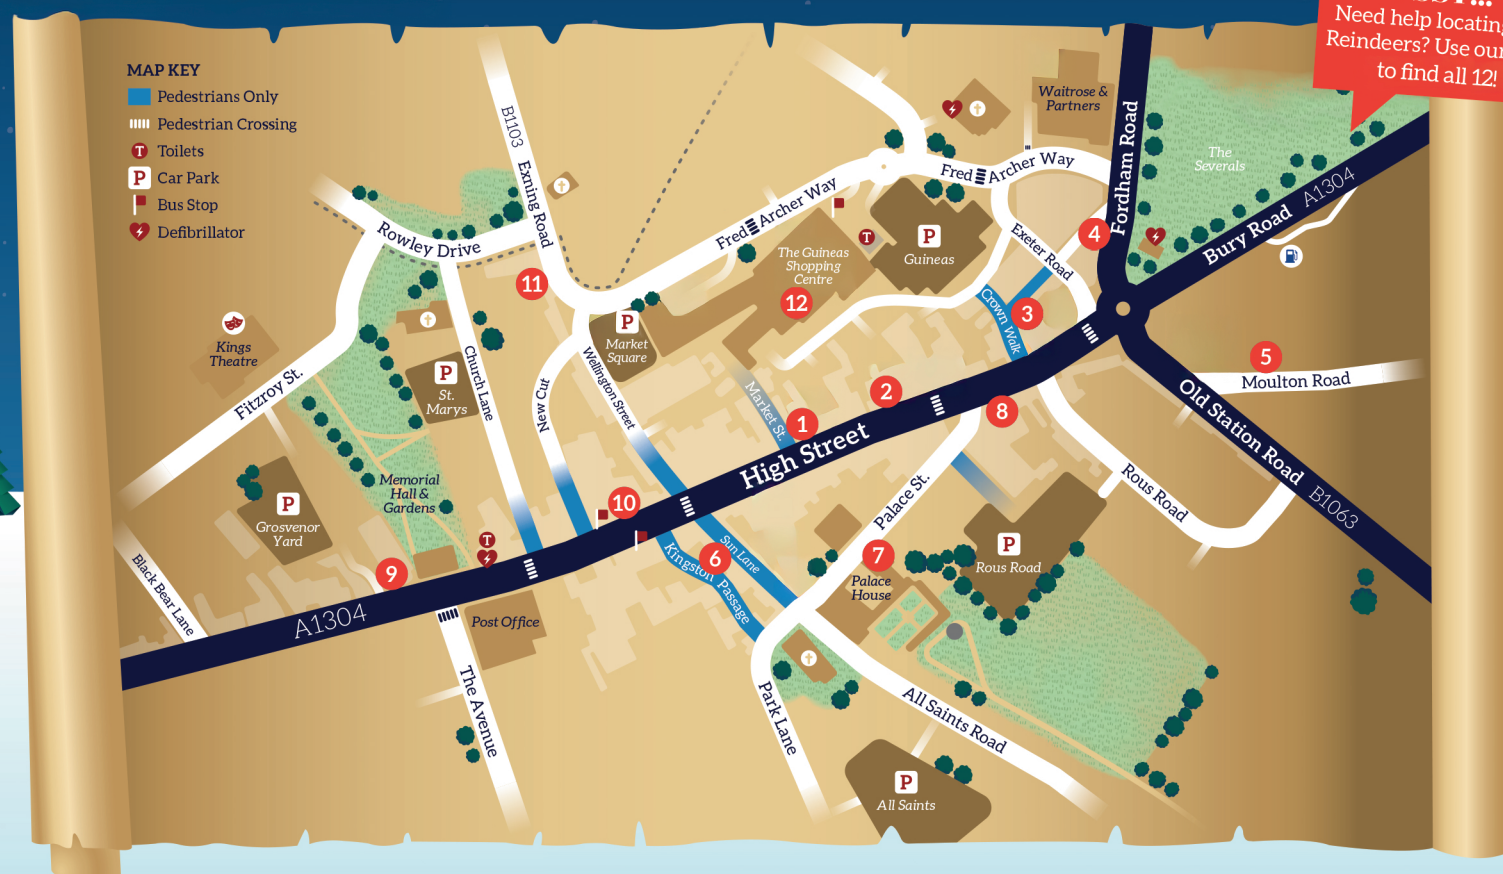 Need help locating
Reindeers? Use our
to find all 12!
MAP KEY
Pedestrians Only
Pedestrian Crossing
T Toilets
P Car Park
Bus Stop
Defibrillator
B1103
Exning Road
Rowley Drive
Fred Archer Way
Fred Archer Way
Waitrose &
Partners
Fordham Road
The
Severals
Bury Road A1304
P
Guineas
T
The Guineas
Shopping
Centre
Exeter Road
4
11
12
3
Crown Walk
P
Market
Square
Kings
Theatre
Fitzroy St.
P
St.
Marys
Church Lane
New Cut
Wellington Street
Market St.
1
2
High Street
8
5
Moulton Road
Old Station Road
B1063
Rous Road
Palace St.
P
Rous Road
Memorial
Hall &
Gardens
P
Grosvenor
Yard
Black Bear Lane
9
A1304
T
10
Post Office
The Avenue
Sun Lane
6
Kingston Passage
7
Palace
House
Park Lane
All Saints Road
P
All Saints